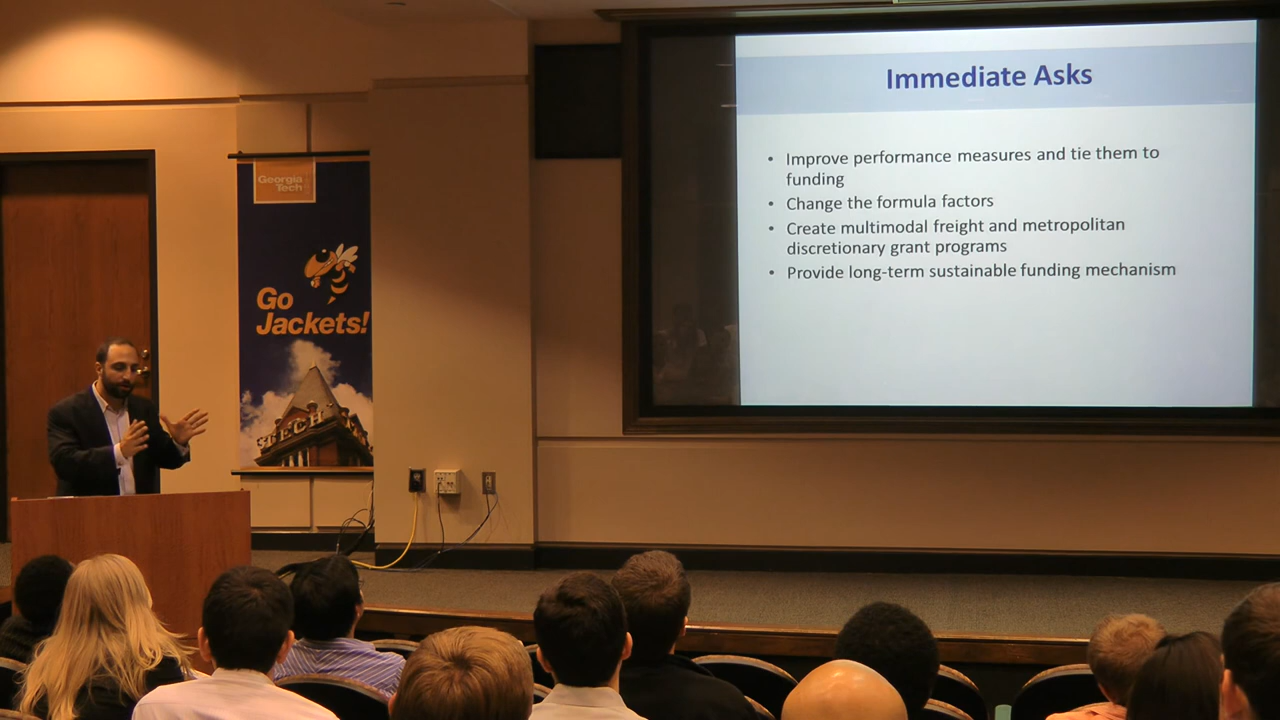 Immediate Asks
• Improve performance measures and tie them to
funding
• Change the formula factors
• Create multimodal freight and metropolitan
discretionary grant programs
• Provide long-term sustainable funding mechanism
Georgia
Tech
Go
Jackets!
TECH